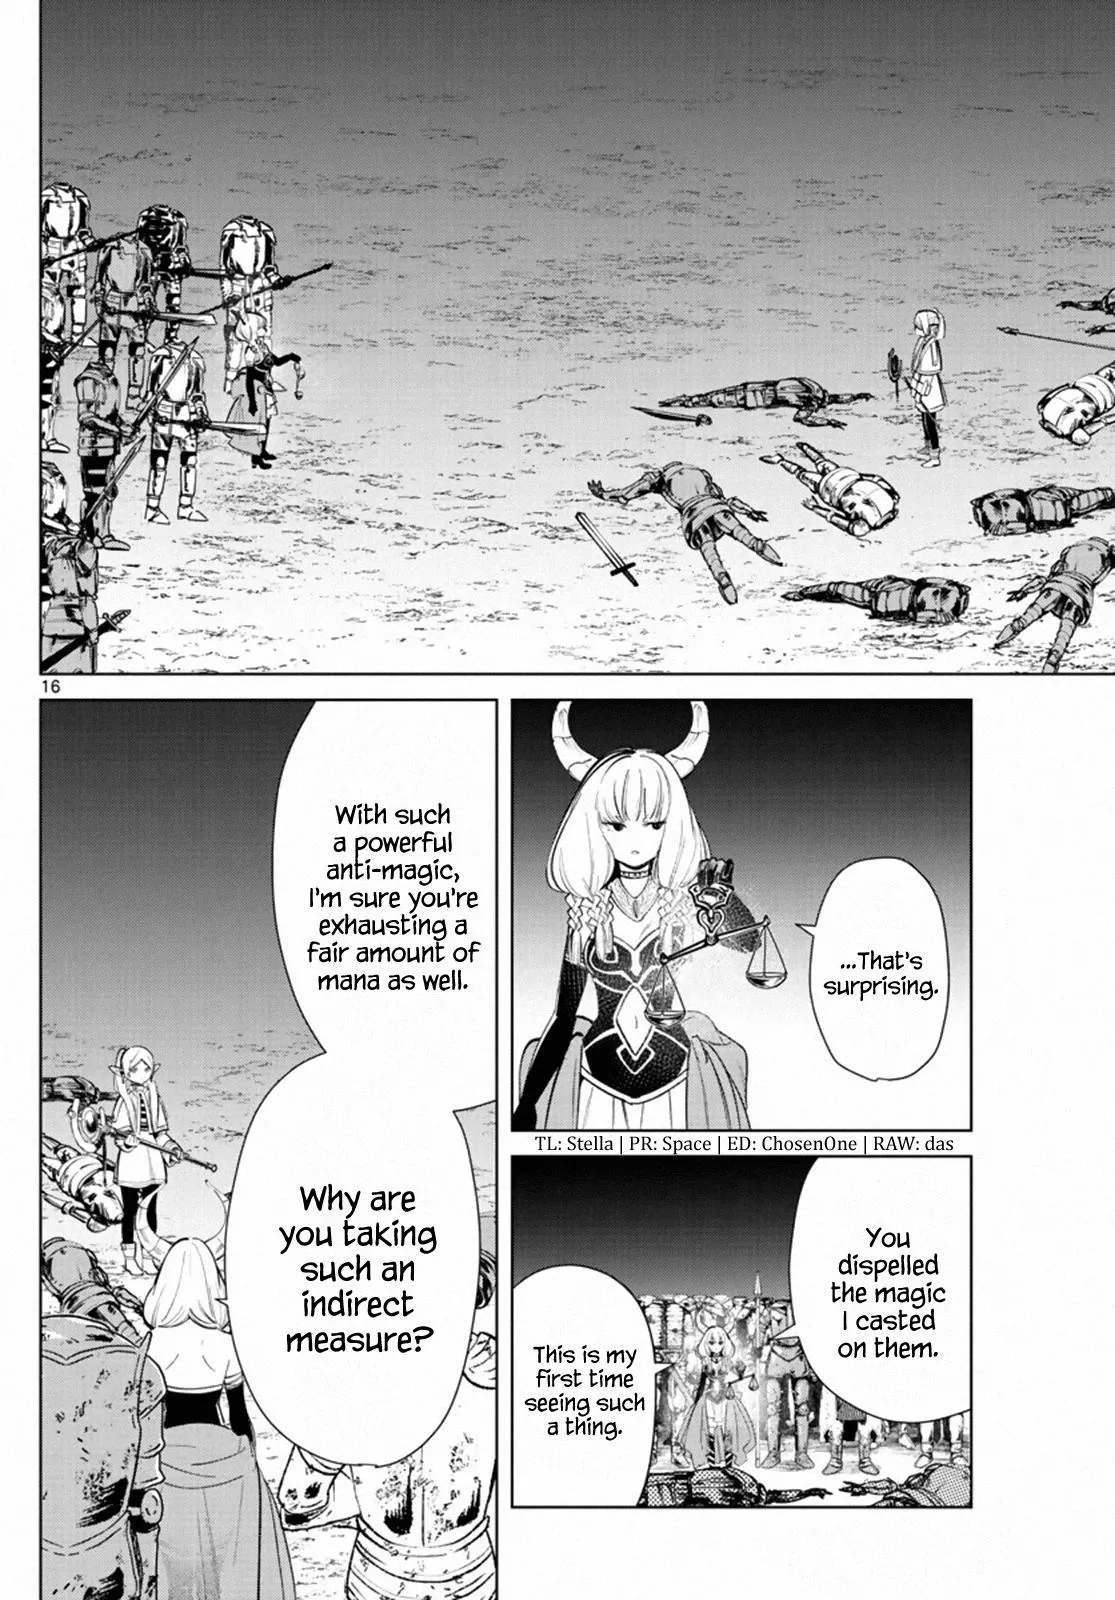 16
...That's
surprising.
TL: Stella | PR: Space | ED: ChosenOne | RAW: das
You
dispelled
the magic
I casted
on them.
This is my
first time
seeing such
a thing.
With such
a powerful
anti-magic,
I'm sure you're
exhausting a
fair amount of
mana as well.
Why are
you taking
such an
indirect
measure?